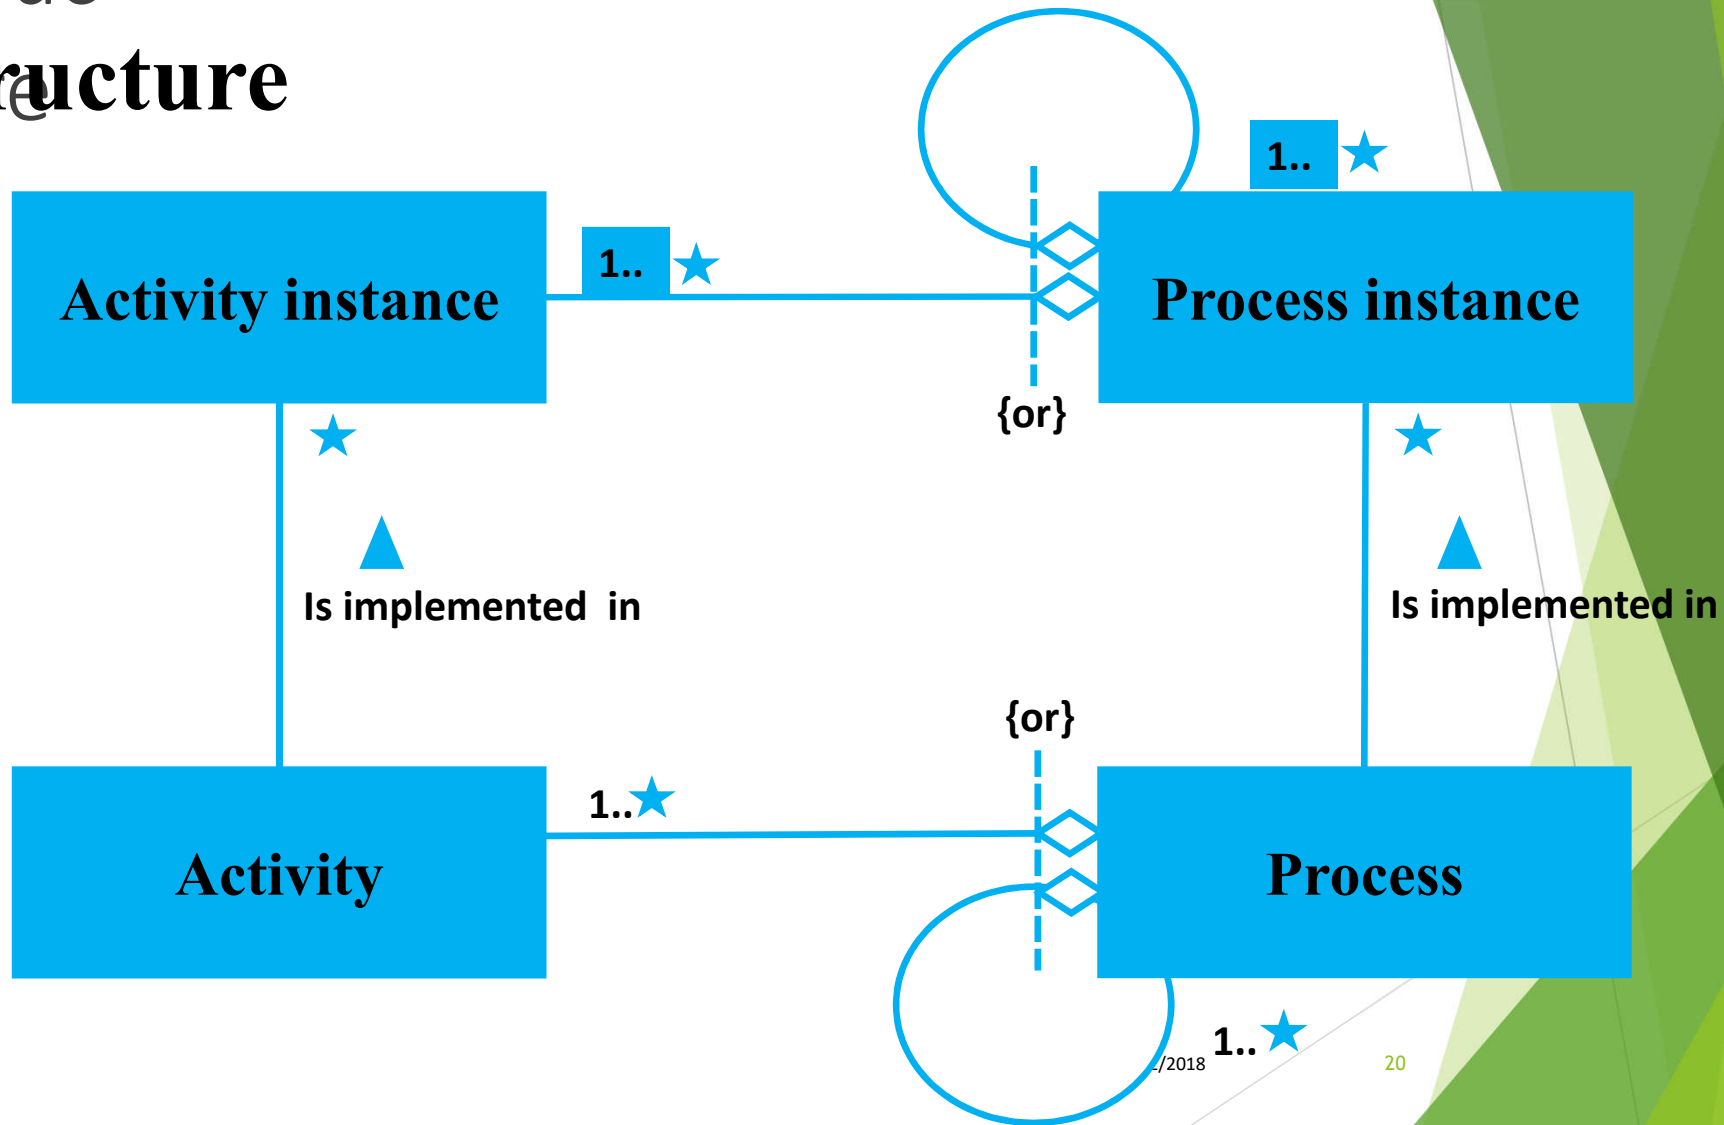 ructure
1..
1..
Activity instance
Process instance
{or}
Is implemented  in
Is implemented in
{or}
1..
Activity
Process
1..
/2018
20